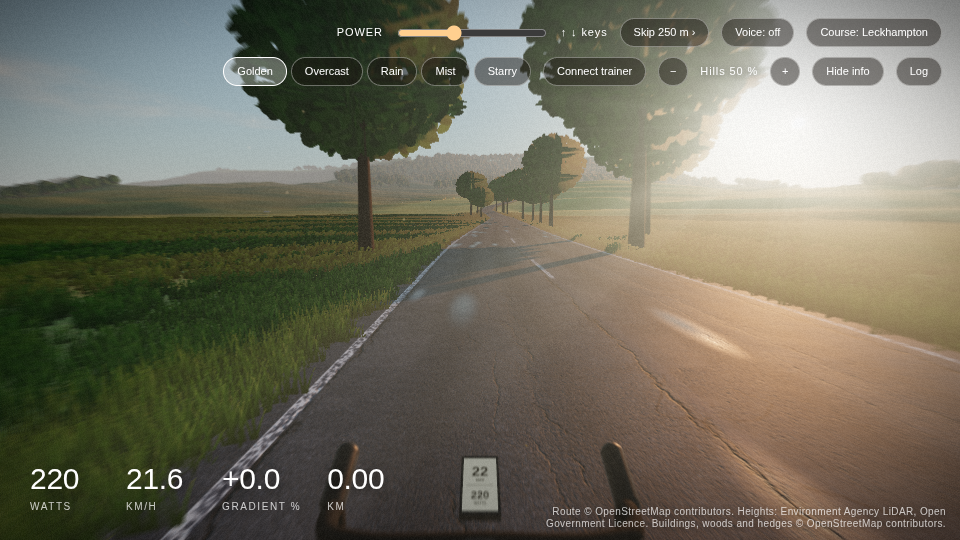 POWER ↑ ↓ keys Skip 250 m › Voice: off Course: Leckhampton
Golden Overcast Rain Mist Starry Connect trainer − Hills 50 % + Hide info Log
22
220
220 21.6 +0.0 0.00
WATTS KM/H GRADIENT % KM
Route © OpenStreetMap contributors. Heights: Environment Agency LiDAR, Open
Government Licence. Buildings, woods and hedges © OpenStreetMap contributors.